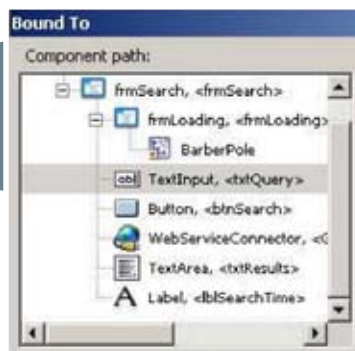 Bound To
Component path:
frmSearch, <frmSearch>
frmLoading, <frmLoading>
BarberPole
TextInput, <txtQuery>
Button, <btnSearch>
WebServiceConnector, <G
TextArea, <txtResults>
Label, <lblSearchTime>